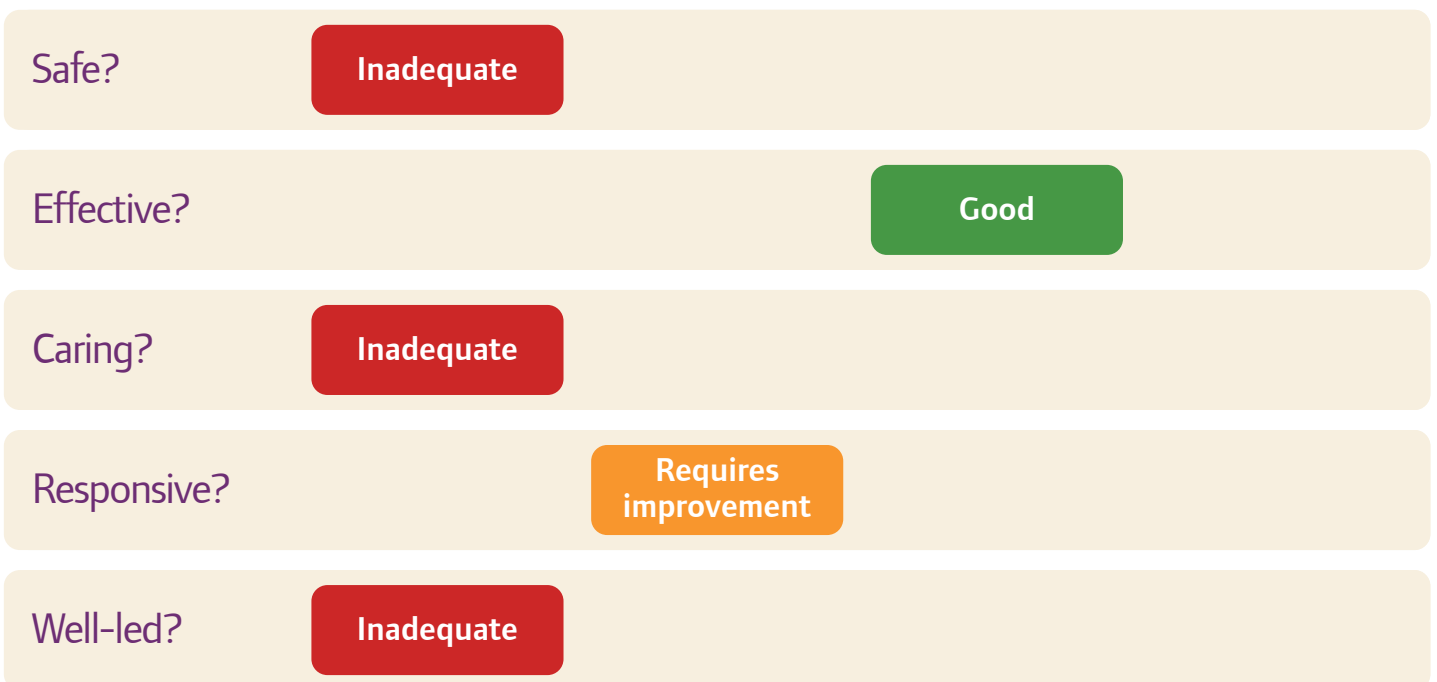 Safe?
Inadequate
Effective?
Good
Caring?
Inadequate
Responsive?
Requires
improvement
Well-led?
Inadequate